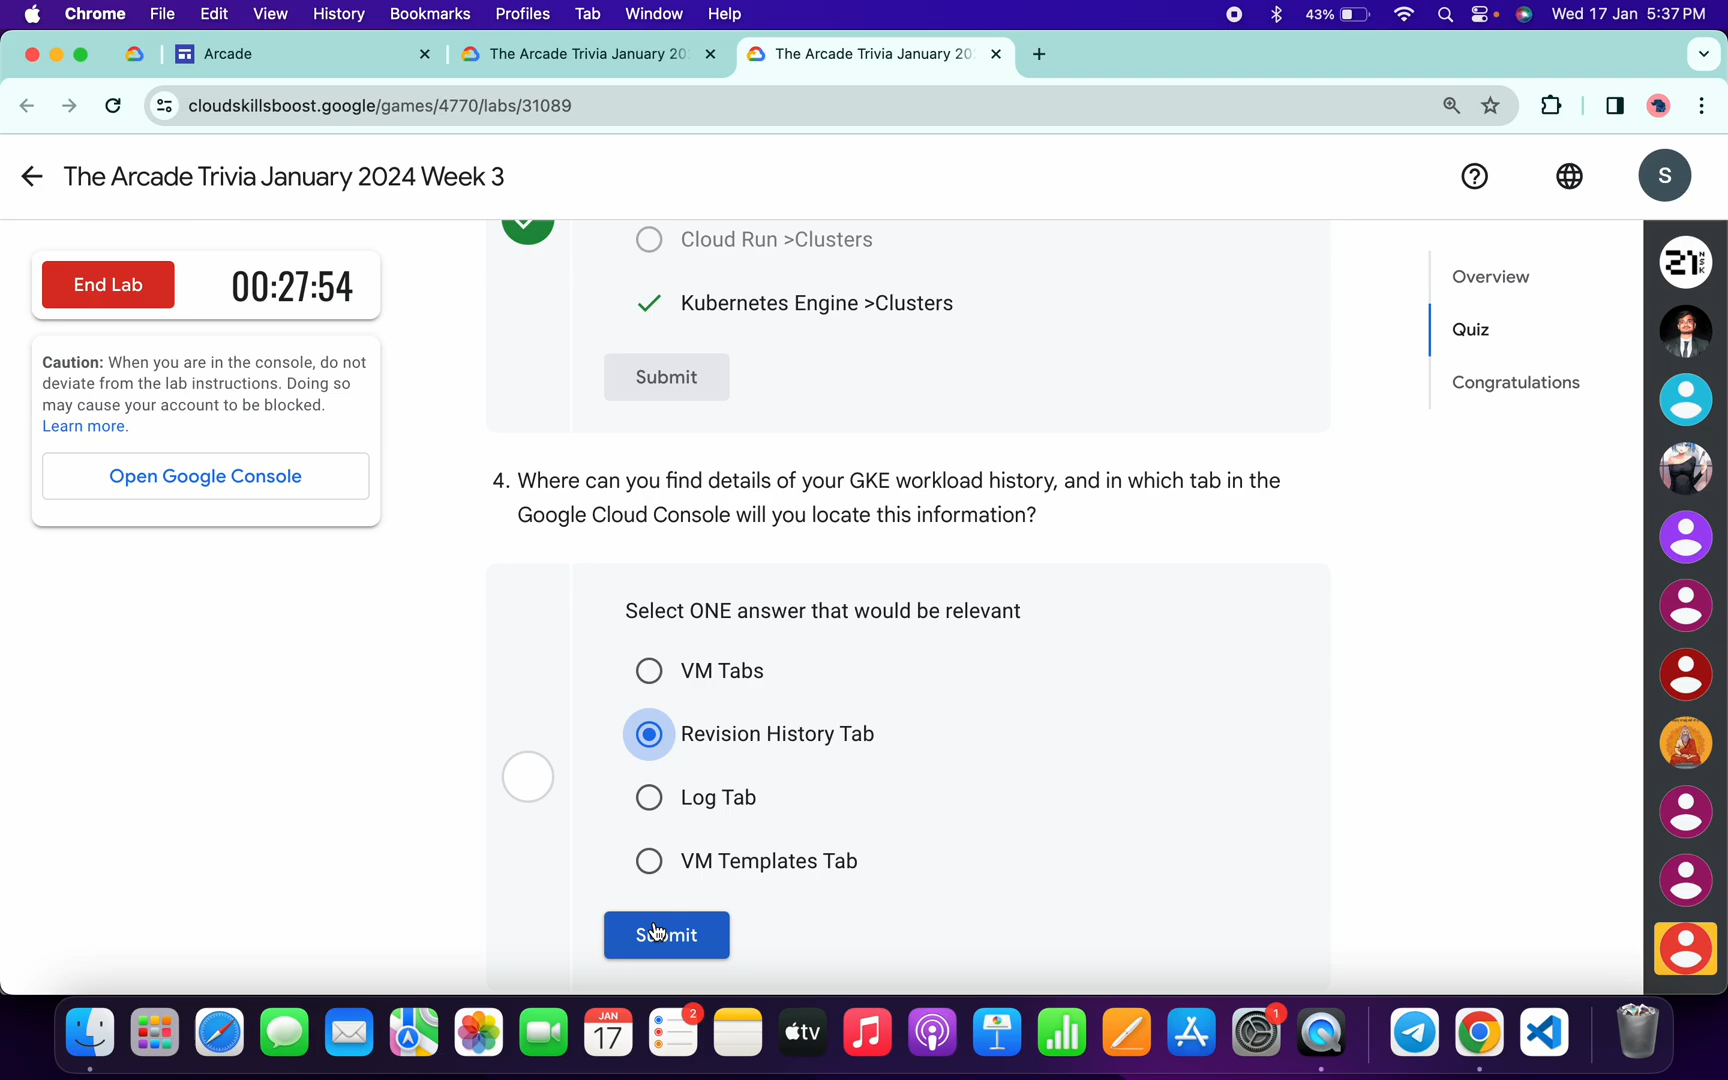 Chrome File Edit View History Bookmarks Profiles Tab Window Help 43% Wed 17 Jan 5:37 PM
Arcade The Arcade Trivia January 20 The Arcade Trivia January 20
cloudskillsboost.google/games/4770/labs/31089
The Arcade Trivia January 2024 Week 3 S
Cloud Run >Clusters
End Lab 00:27:54
Overview
Kubernetes Engine >Clusters
Quiz
Caution: When you are in the console, do not
deviate from the lab instructions. Doing so
may cause your account to be blocked.
Learn more.
Submit
Congratulations
Open Google Console
4. Where can you find details of your GKE workload history, and in which tab in the
Google Cloud Console will you locate this information?
Select ONE answer that would be relevant
VM Tabs
Revision History Tab
Log Tab
VM Templates Tab
Submit
JAN
17
2
tv
1